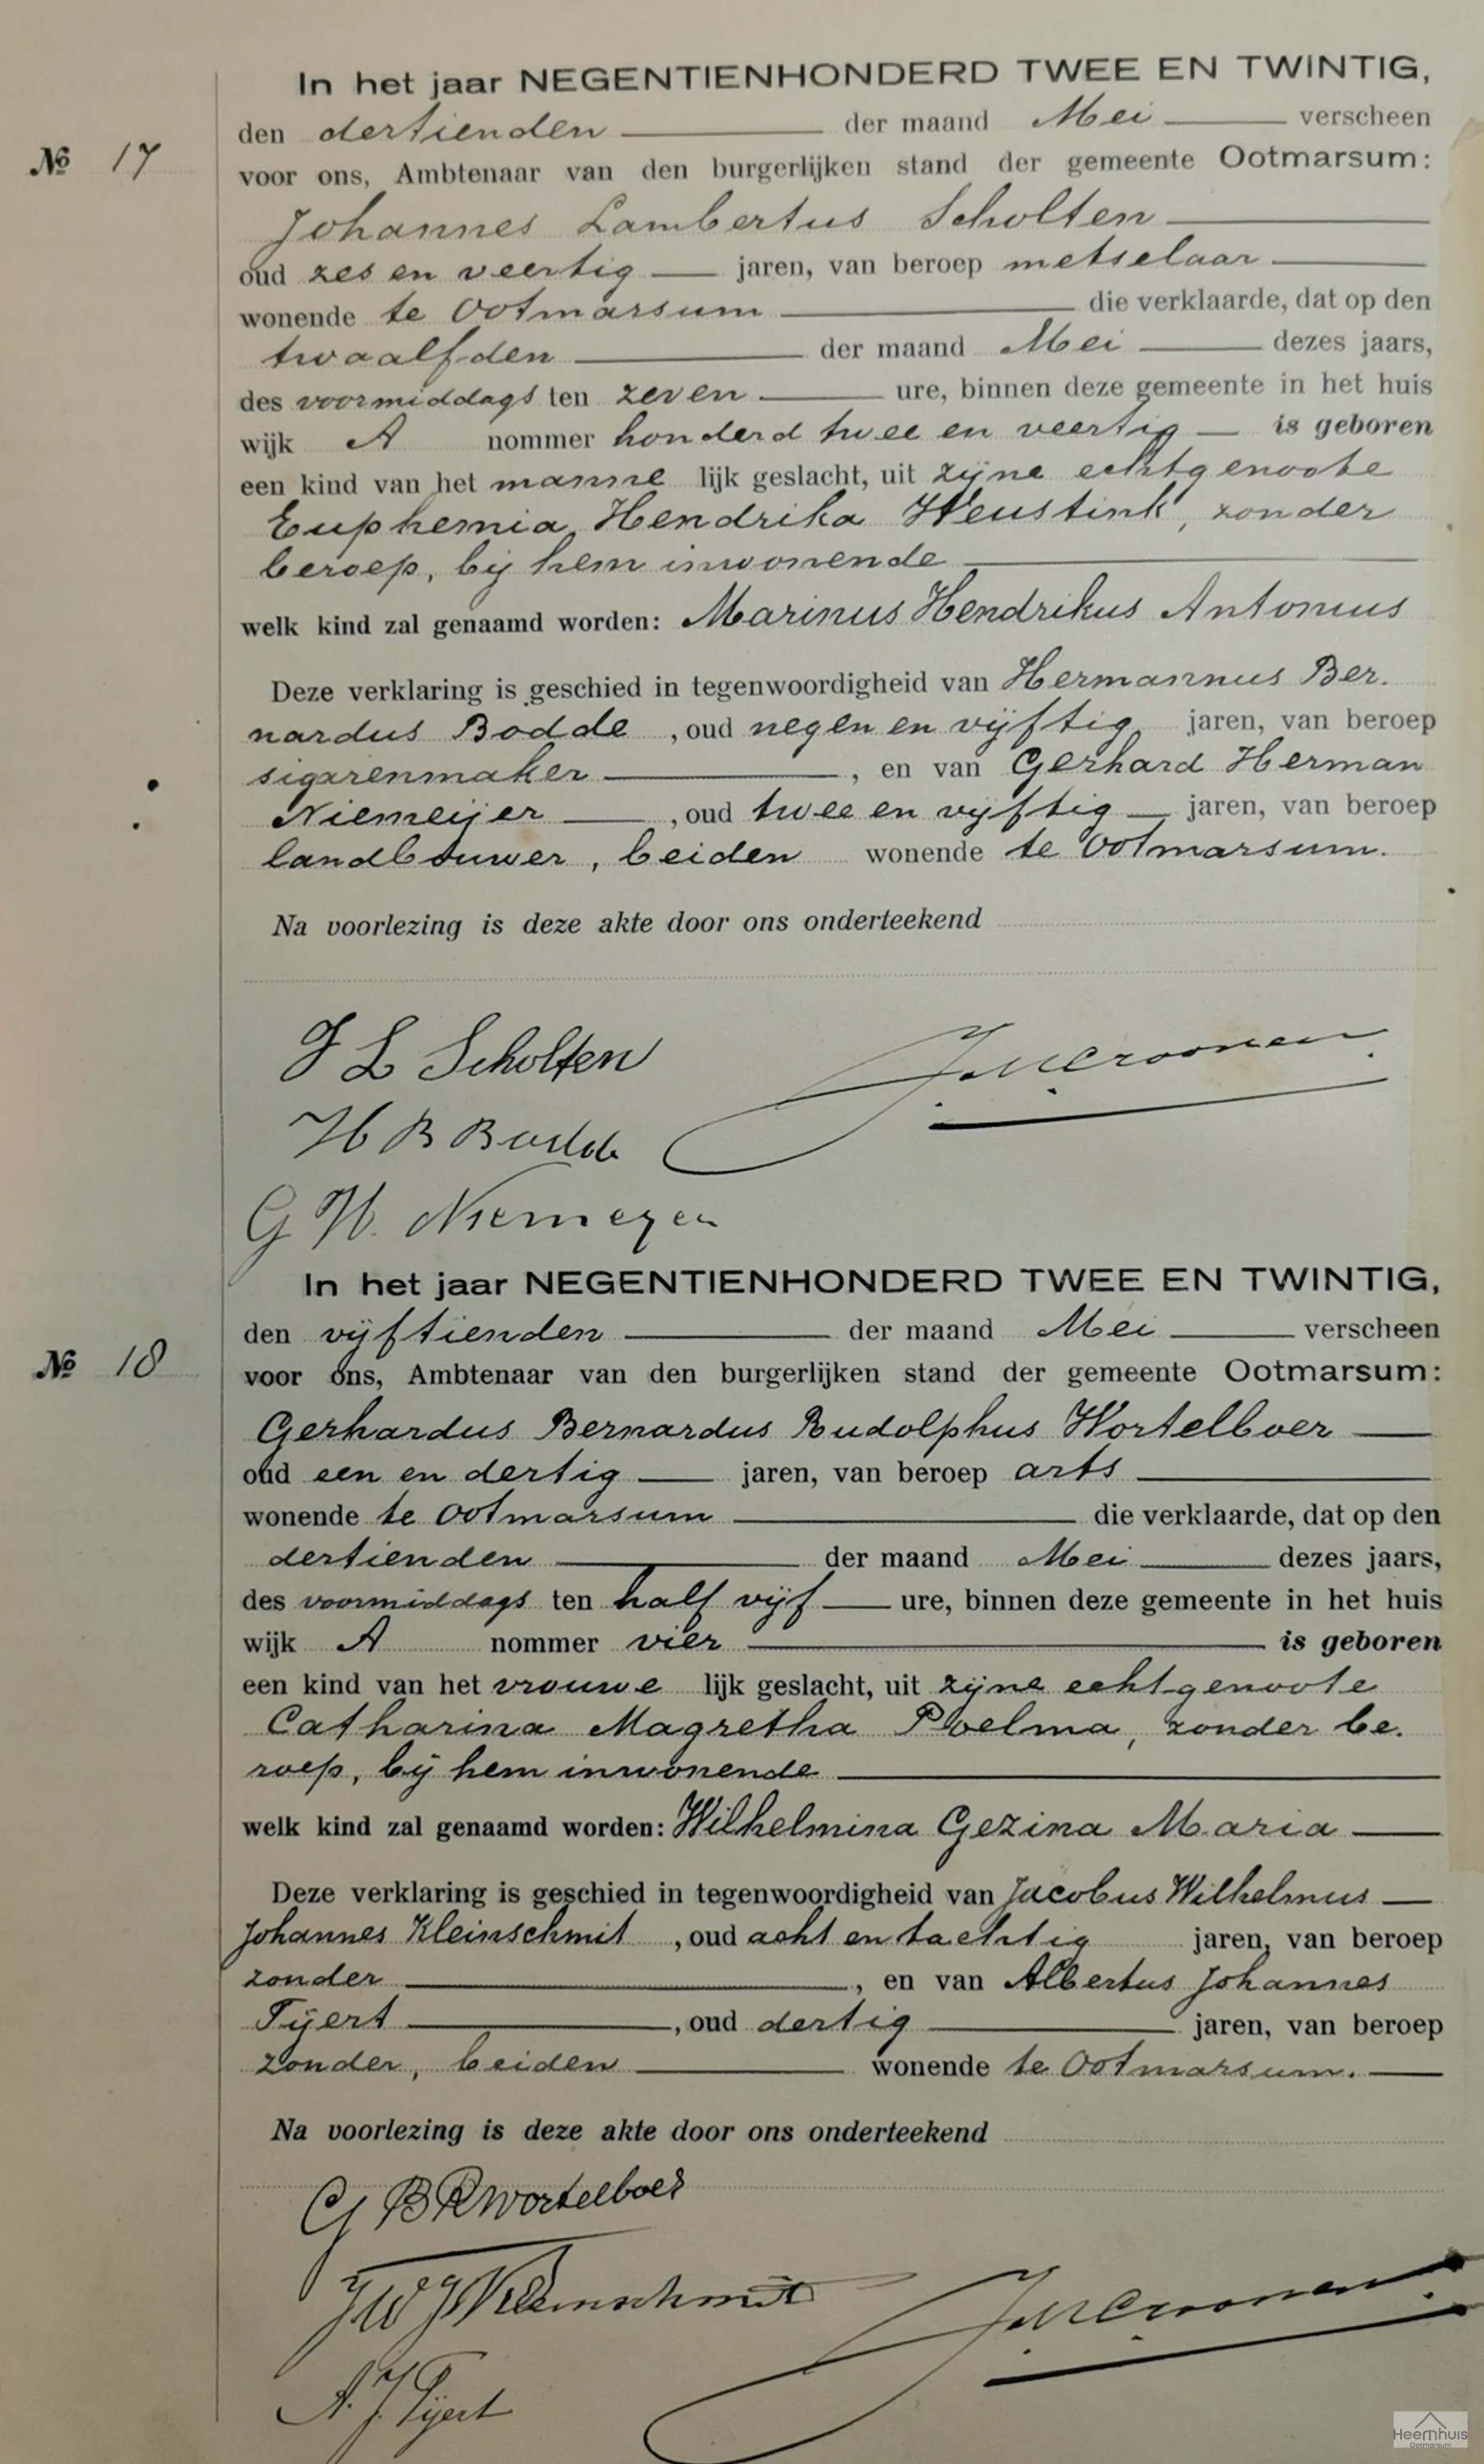 In het jaar NEGENTIENHONDERD TWEE EN TWINTIG,
den dertienden der maand Mei verscheen
№ 17
voor ons, Ambtenaar van den burgerlijken stand der gemeente Ootmarsum:
Johannes Lambertus Scholten
oud zes en veertig jaren, van beroep metselaar
wonende te Ootmarsum die verklaarde, dat op den
twaalfden der maand Mei dezes jaars,
des voormiddags ten zeven ure, binnen deze gemeente in het huis
wijk A nommer honderd twee en veertig is geboren
een kind van het manne lijk geslacht, uit zijne echtgenoote
Euphemia Hendrika Weustink, zonder
beroep, bij hem inwonende
welk kind zal genaamd worden: Marinus Hendrikus Antonius
Deze verklaring is geschied in tegenwoordigheid van Hermannus Ber.
nardus Bodde, oud negen en vijftig jaren, van beroep
sigarenmaker, en van Gerhard Herman
Niemeijer, oud twee en vijftig jaren, van beroep
landbouwer, beiden wonende te Ootmarsum.
Na voorlezing is deze akte door ons onderteekend
J L Scholten
H B Bodde
G H. Niemeyer
In het jaar NEGENTIENHONDERD TWEE EN TWINTIG,
den vijftienden der maand Mei verscheen
№ 18
voor ons, Ambtenaar van den burgerlijken stand der gemeente Ootmarsum:
Gerhardus Bernardus Rudolphus Wortelboer
oud een en dertig jaren, van beroep arts
wonende te Ootmarsum die verklaarde, dat op den
dertienden der maand Mei dezes jaars,
des voormiddags ten half vijf ure, binnen deze gemeente in het huis
wijk A nommer vier is geboren
een kind van het vrouwe lijk geslacht, uit zijne echtgenoote
Catharina Magretha Poelma, zonder be.
roep, bij hem inwonende
welk kind zal genaamd worden: Wilhelmina Gezina Maria
Deze verklaring is geschied in tegenwoordigheid van Jacobus Wilhelmus
Johannes Kleinschmit, oud acht en tachtig jaren, van beroep
zonder, en van Albertus Johannes
Tijert, oud dertig jaren, van beroep
zonder, beiden wonende te Ootmarsum.
Na voorlezing is deze akte door ons onderteekend
G B R Wortelboer
J W J Kleinschmit
A. J. Tijert
Heemhuis
Ootmarsum